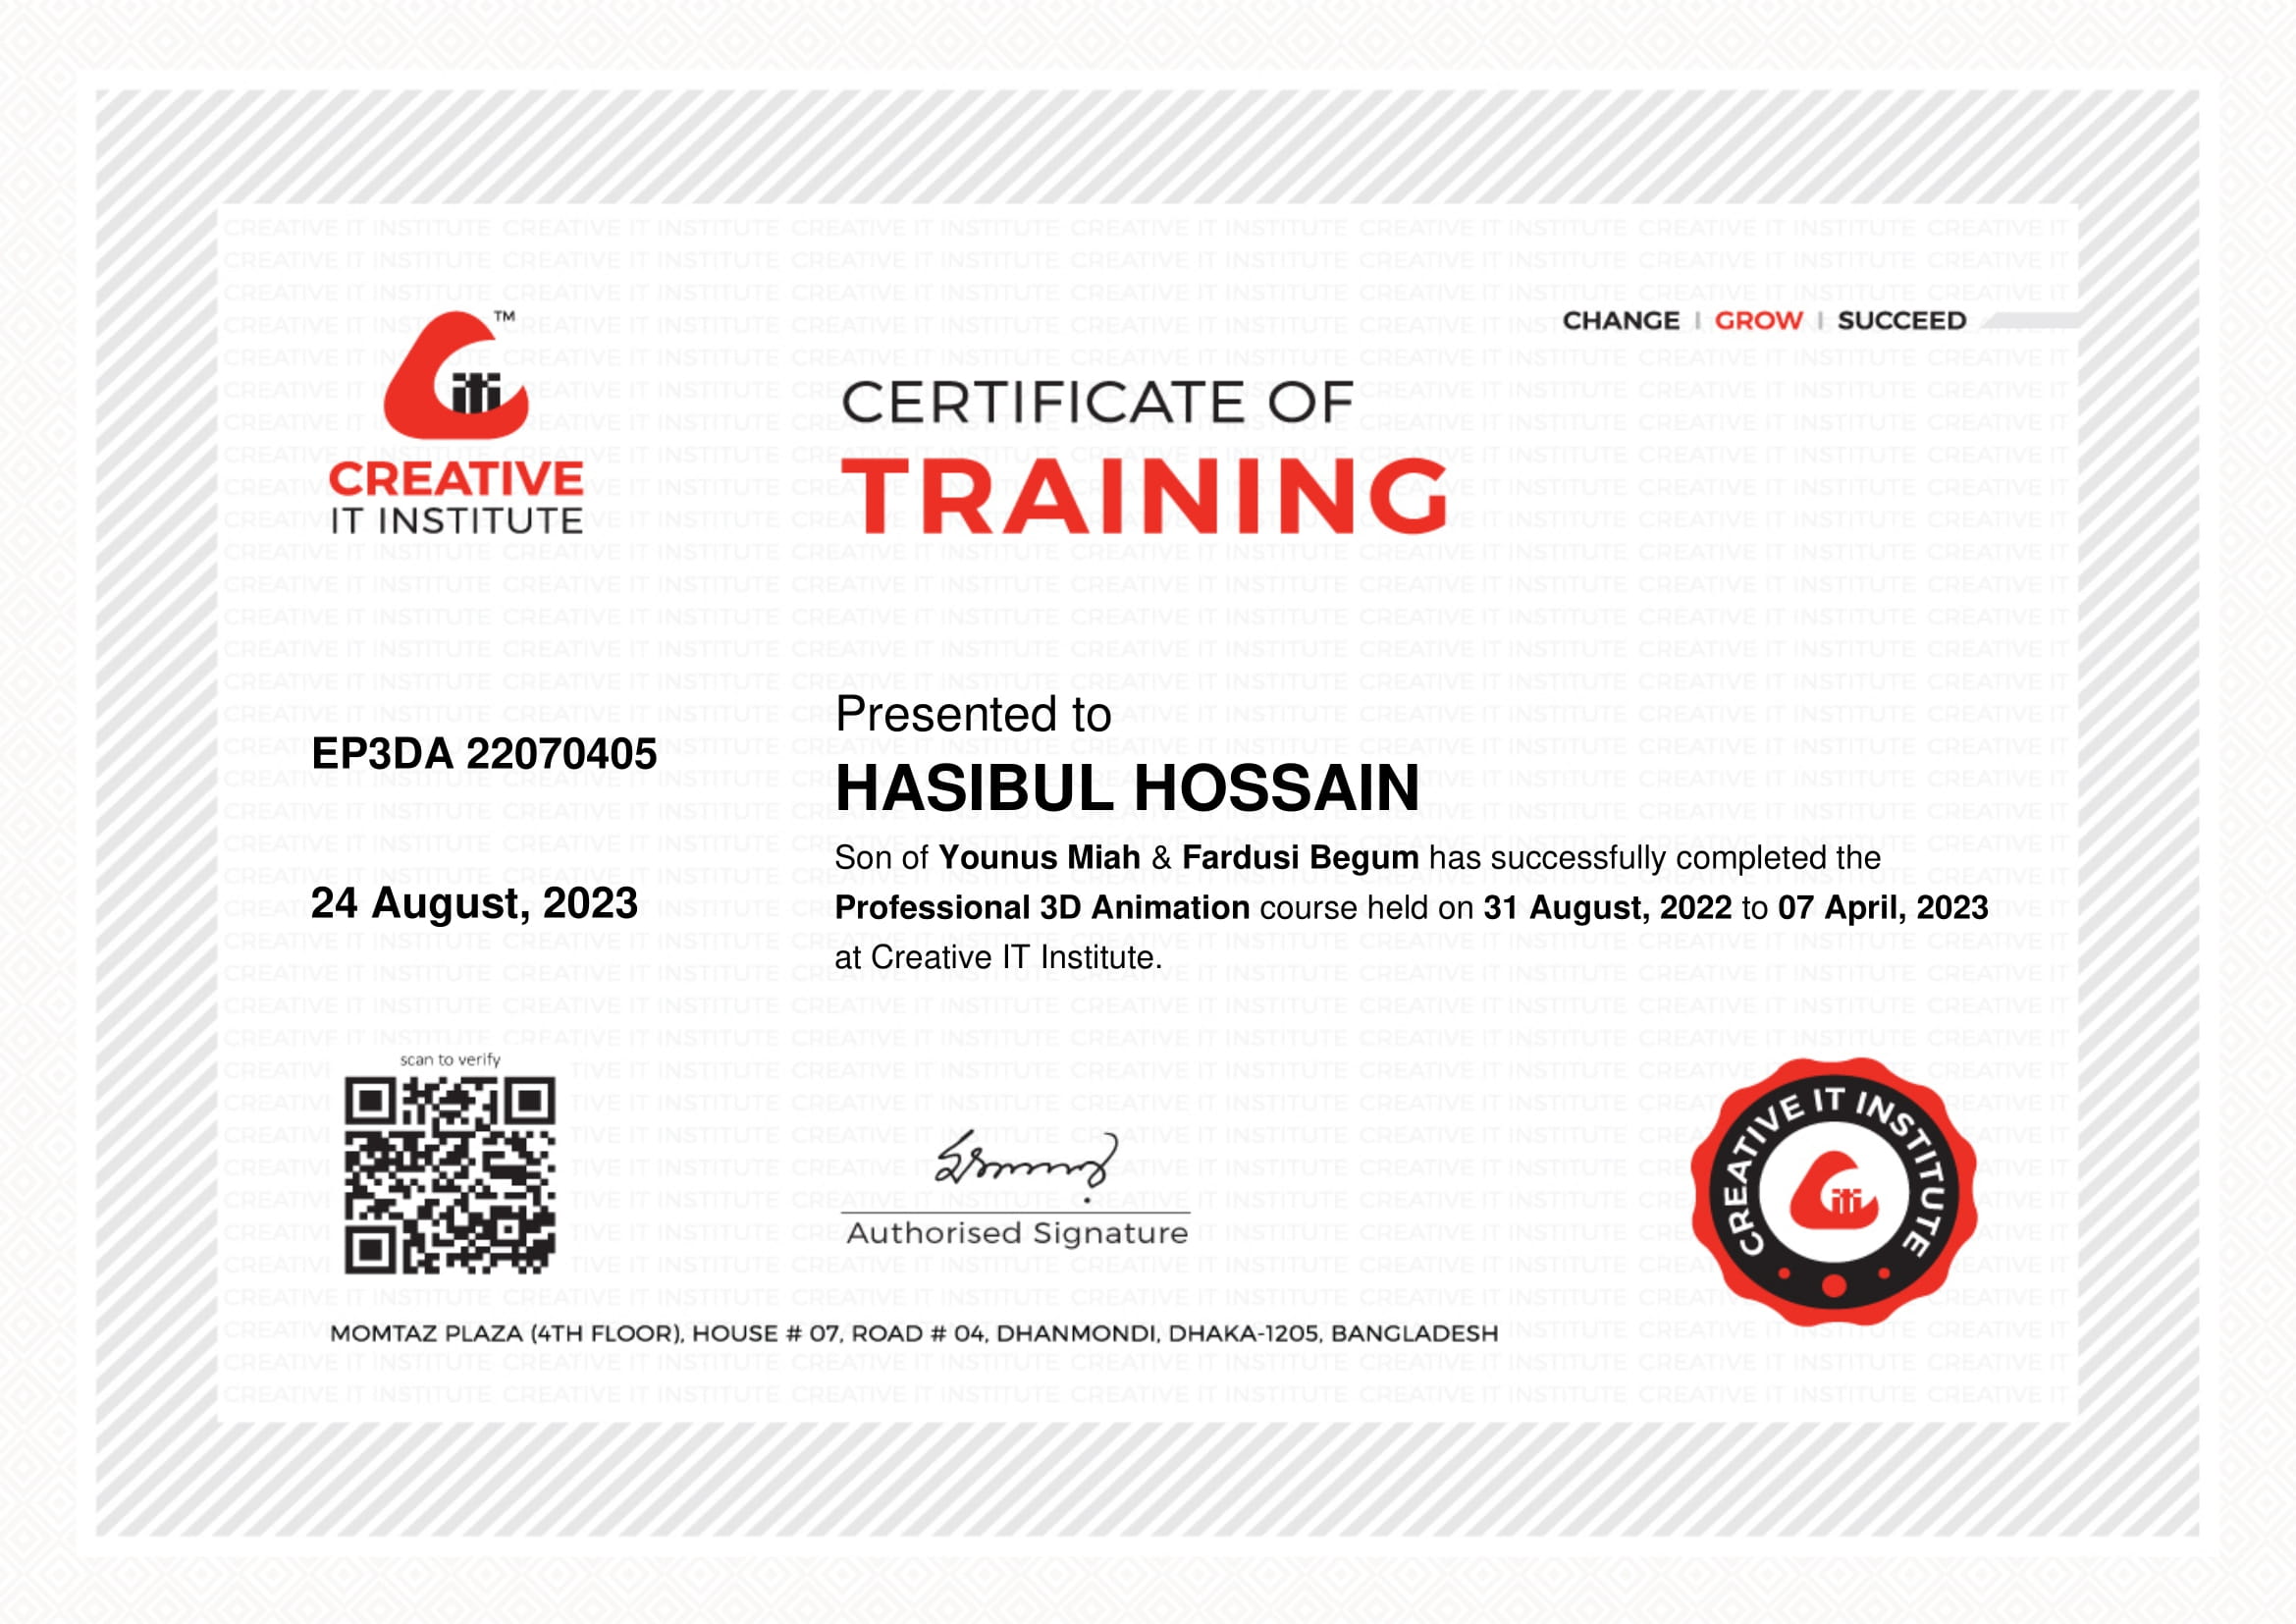 CHANGE | GROW | SUCCEED
iti TM
CREATIVE
IT INSTITUTE
CERTIFICATE OF
TRAINING
EP3DA 22070405
24 August, 2023
Presented to
HASIBUL HOSSAIN
Son of Younus Miah & Fardusi Begum has successfully completed the
Professional 3D Animation course held on 31 August, 2022 to 07 April, 2023
at Creative IT Institute.
scan to verify
Authorised Signature
CREATIVE IT INSTITUTE
iti
MOMTAZ PLAZA (4TH FLOOR), HOUSE # 07, ROAD # 04, DHANMONDI, DHAKA-1205, BANGLADESH